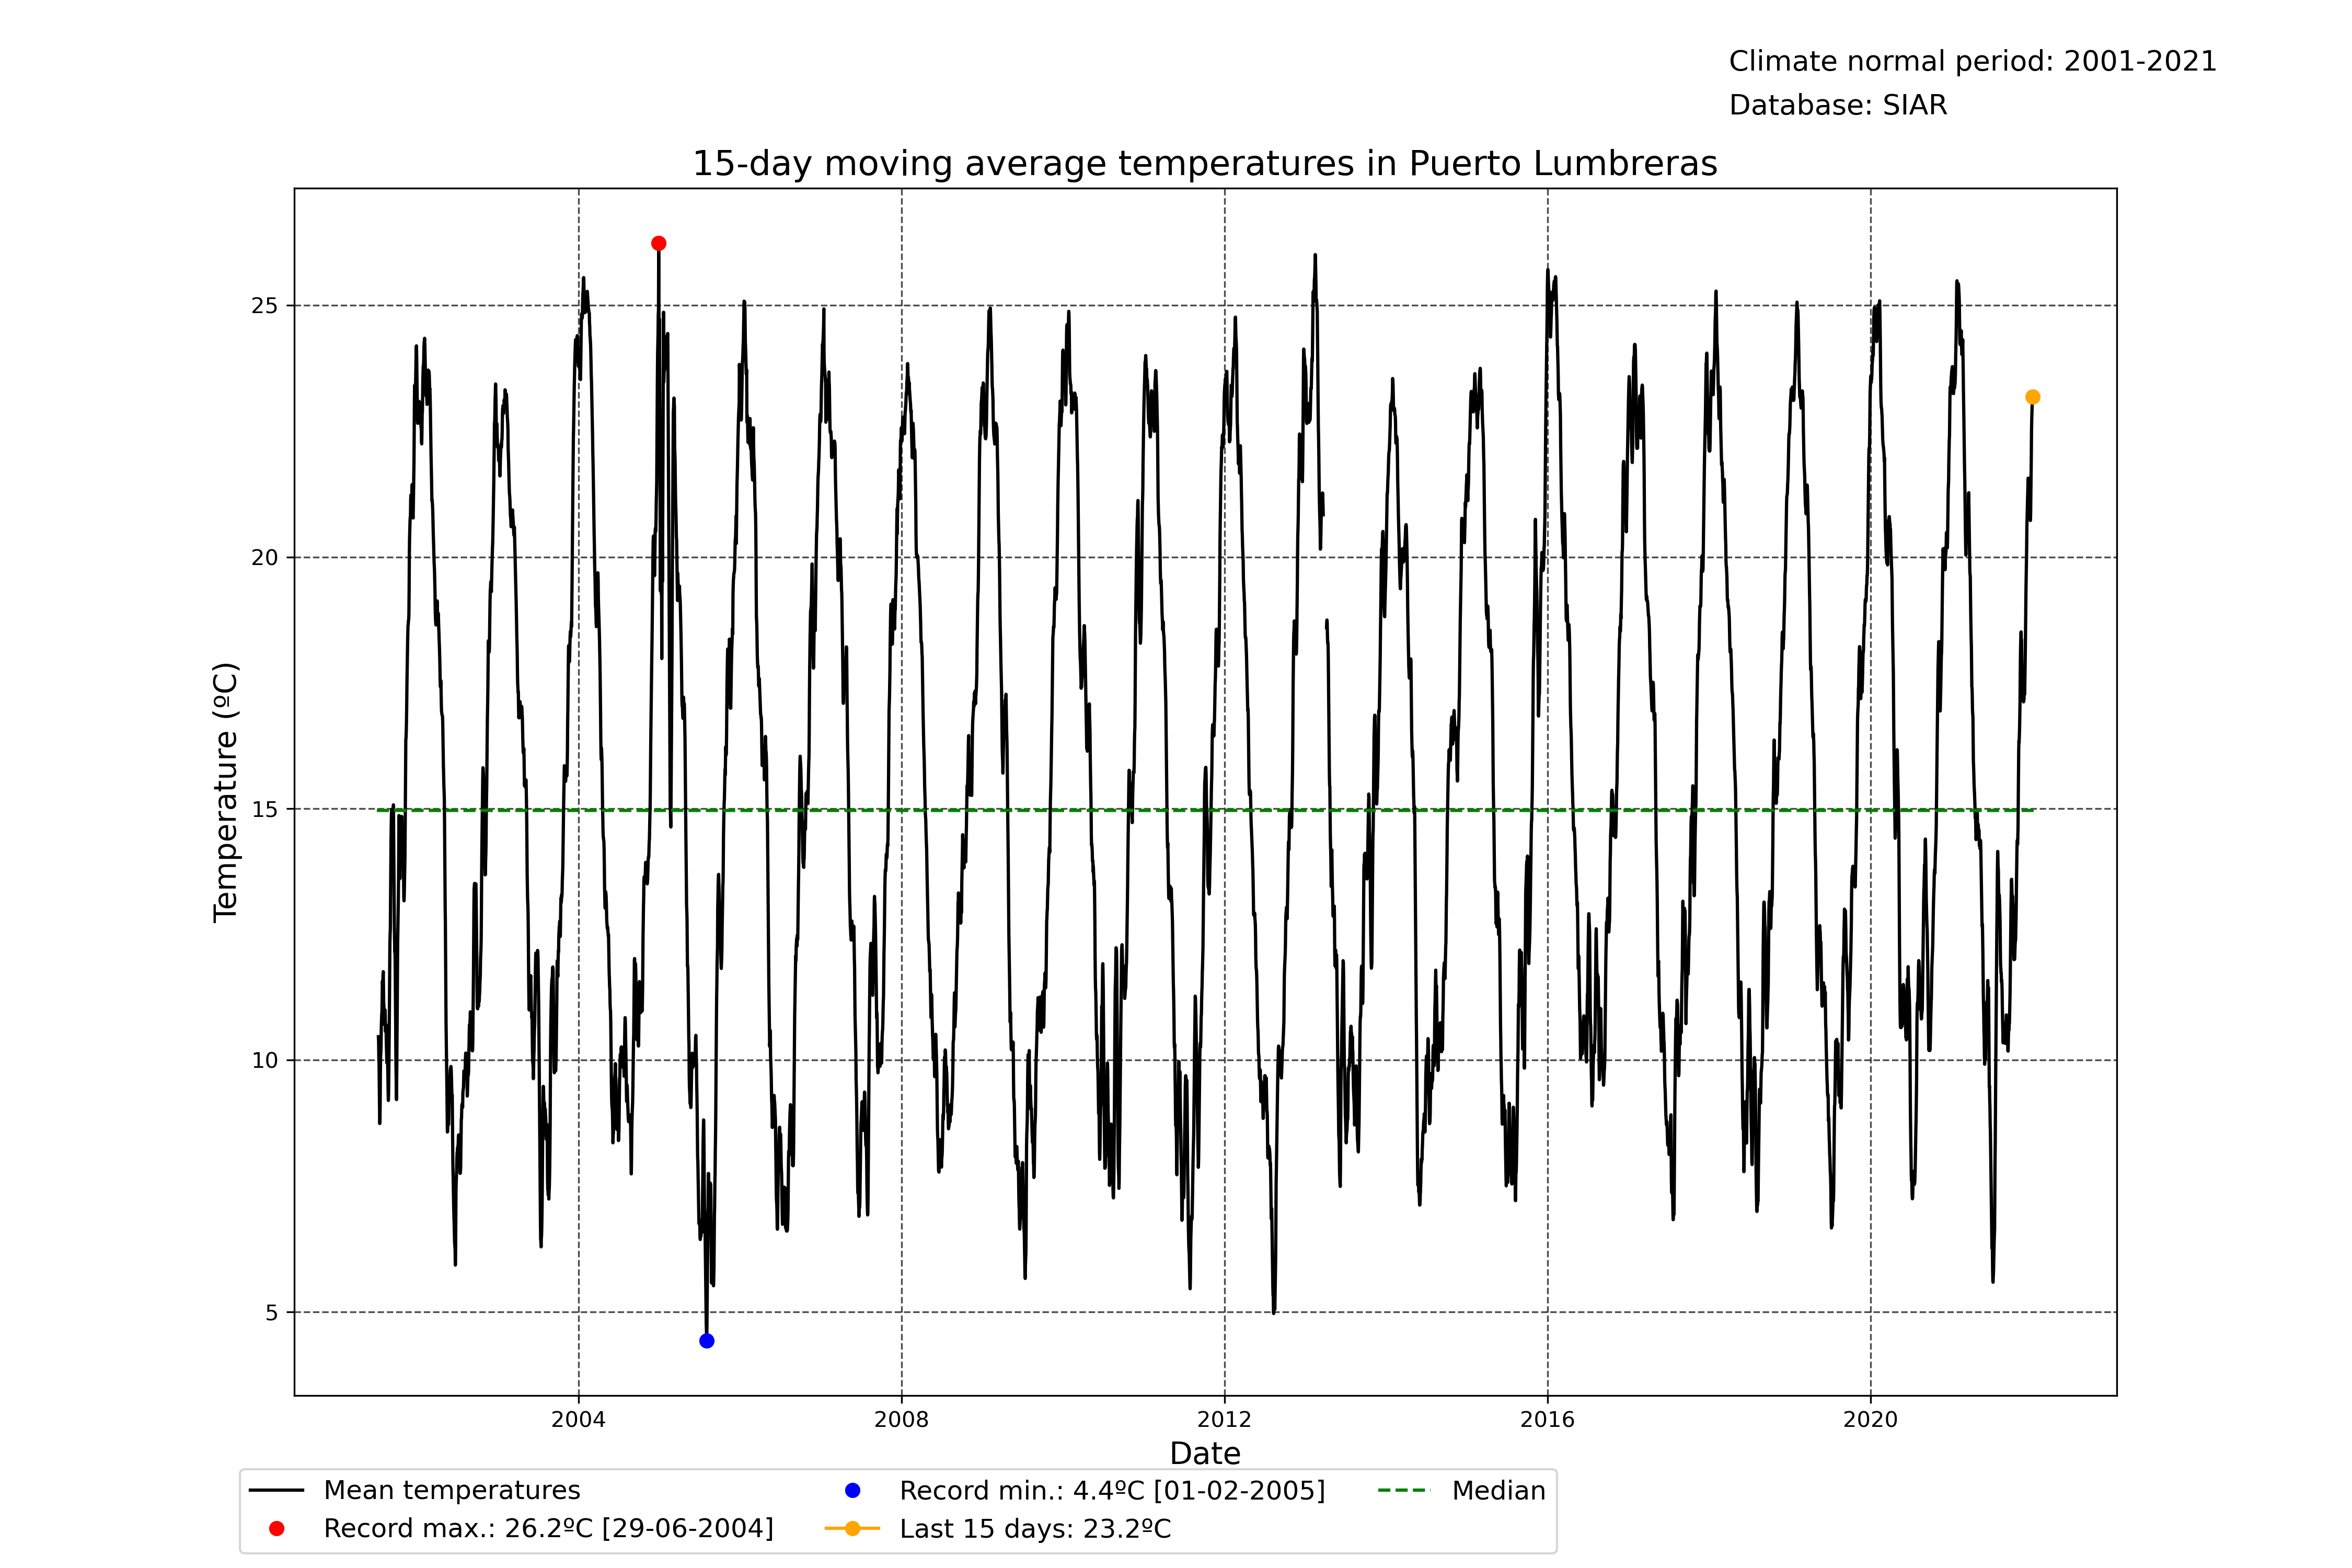 Climate normal period: 2001-2021
Database: SIAR
15-day moving average temperatures in Puerto Lumbreras
Temperature (ºC)
25
20
15
10
5
2004
2008
2012
2016
2020
Date
Mean temperatures
Record max.: 26.2ºC [29-06-2004]
Record min.: 4.4ºC [01-02-2005]
Last 15 days: 23.2ºC
Median